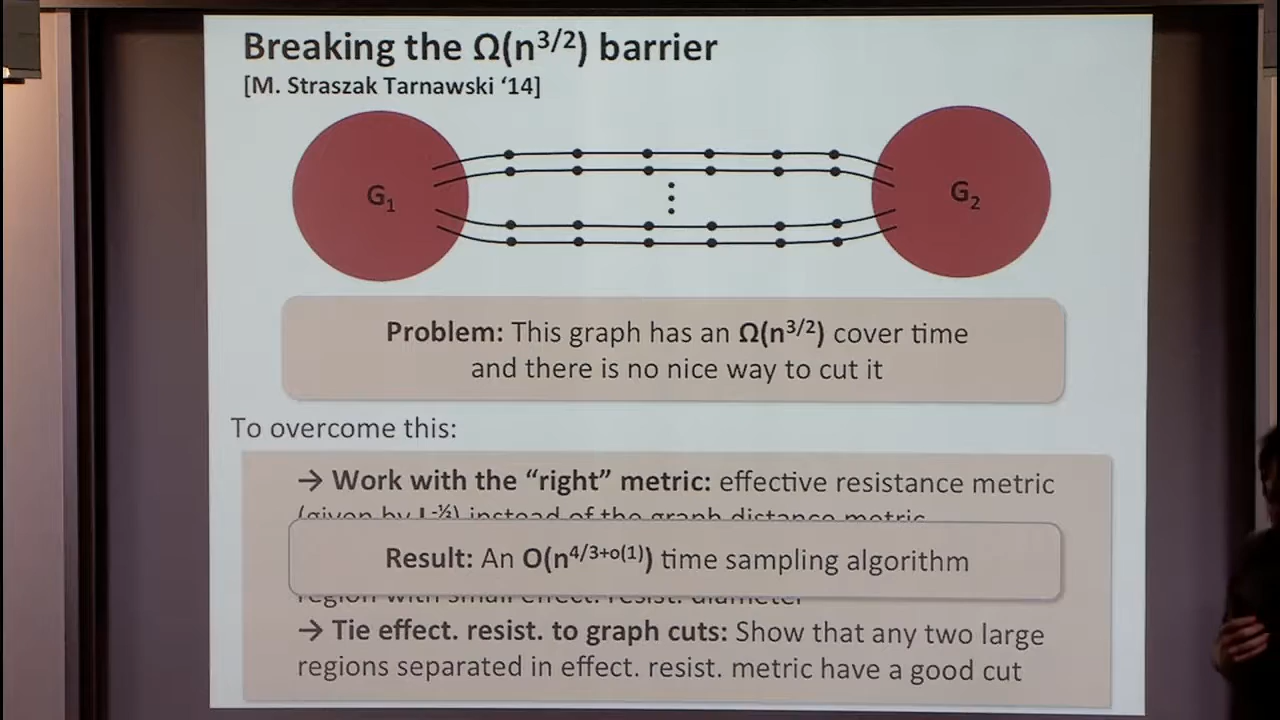 Breaking the Ω(n^3/2) barrier
[M. Straszak Tarnawski ‘14]
G₁
G₂
Problem: This graph has an Ω(n^3/2) cover time
and there is no nice way to cut it
To overcome this:
→ Work with the “right” metric: effective resistance metric
(given by L^-½) instead of the graph distance metric
Result: An O(n^4/3+o(1)) time sampling algorithm
region with small effect. resist. diameter
→ Tie effect. resist. to graph cuts: Show that any two large
regions separated in effect. resist. metric have a good cut